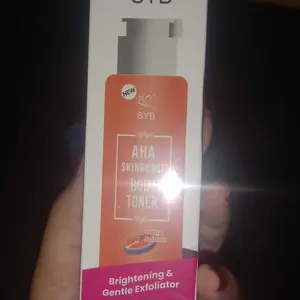 SYB
NEW
SYB
AHA
BODY
TONER
Brightening &
Gentle Exfoliator